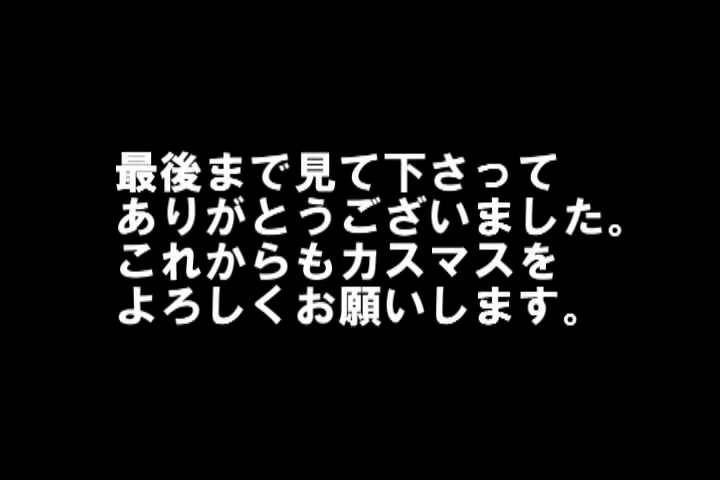 最後まで見て下さって
ありがとうございました。
これからもカスマスを
よろしくお願いします。